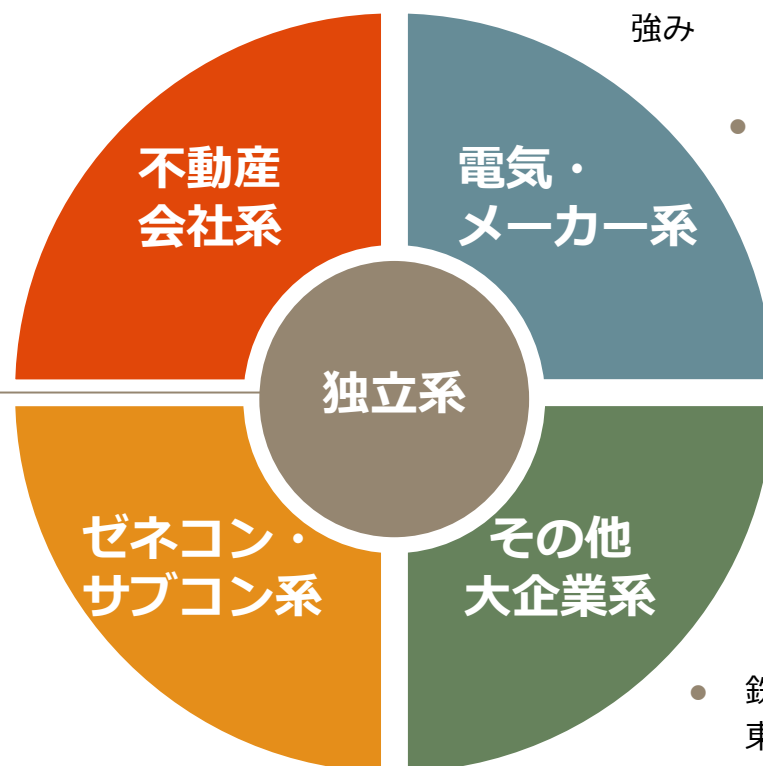 強み
不動産
会社系
電気・
メーカー系
独立系
ゼネコン・
サブコン系
その他
大企業系
東